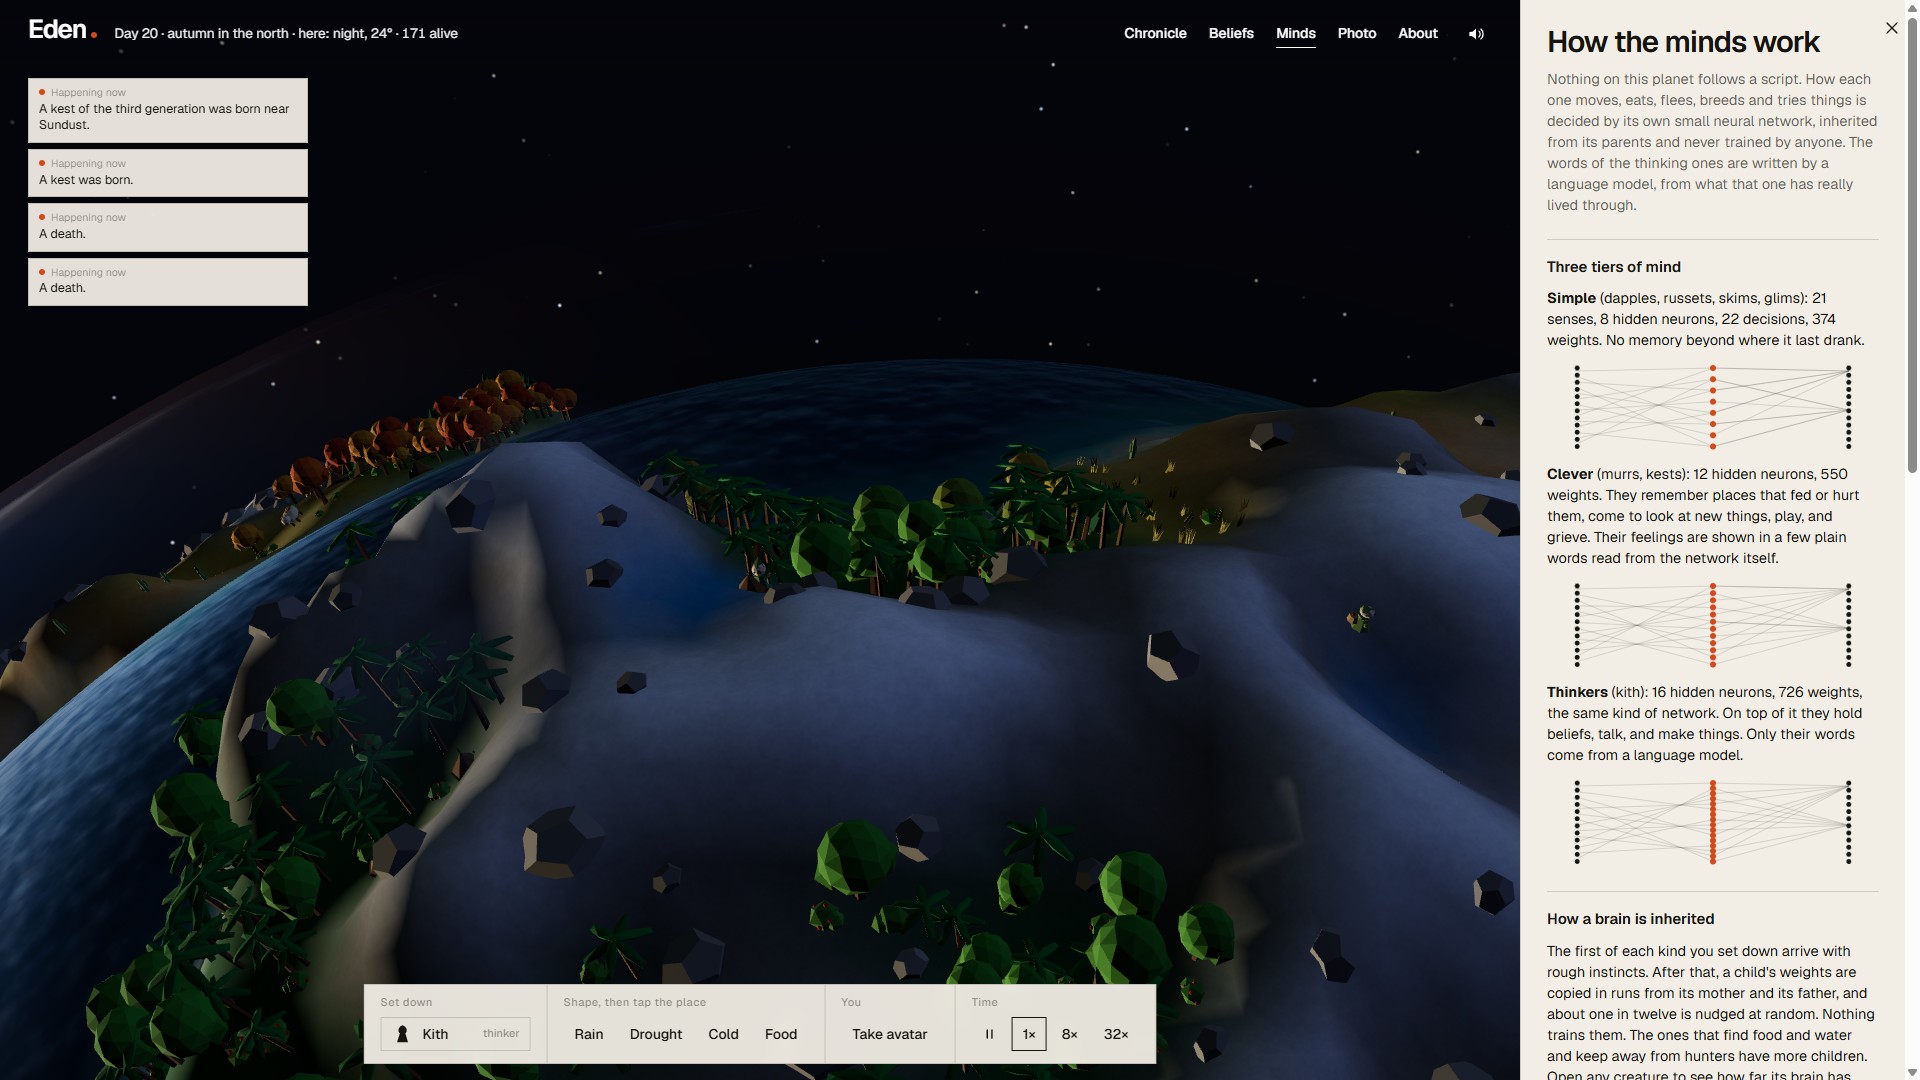 Eden.
Day 20 · autumn in the north · here: night, 24° · 171 alive
Chronicle
Beliefs
Minds
Photo
About
Happening now
A kest of the third generation was born near
Sundust.
Happening now
A kest was born.
Happening now
A death.
Happening now
A death.
Set down
Kith
thinker
Shape, then tap the place
Rain
Drought
Cold
Food
You
Take avatar
Time
1×
8×
32×
How the minds work
Nothing on this planet follows a script. How each
one moves, eats, flees, breeds and tries things is
decided by its own small neural network, inherited
from its parents and never trained by anyone. The
words of the thinking ones are written by a
language model, from what that one has really
lived through.
Three tiers of mind
Simple (dapples, russets, skims, glims): 21
senses, 8 hidden neurons, 22 decisions, 374
weights. No memory beyond where it last drank.
Clever (murrs, kests): 12 hidden neurons, 550
weights. They remember places that fed or hurt
them, come to look at new things, play, and
grieve. Their feelings are shown in a few plain
words read from the network itself.
Thinkers (kith): 16 hidden neurons, 726 weights,
the same kind of network. On top of it they hold
beliefs, talk, and make things. Only their words
come from a language model.
How a brain is inherited
The first of each kind you set down arrive with
rough instincts. After that, a child's weights are
copied in runs from its mother and its father, and
about one in twelve is nudged at random. Nothing
trains them. The ones that find food and water
and keep away from hunters have more children.
Open any creature to see how far its brain has